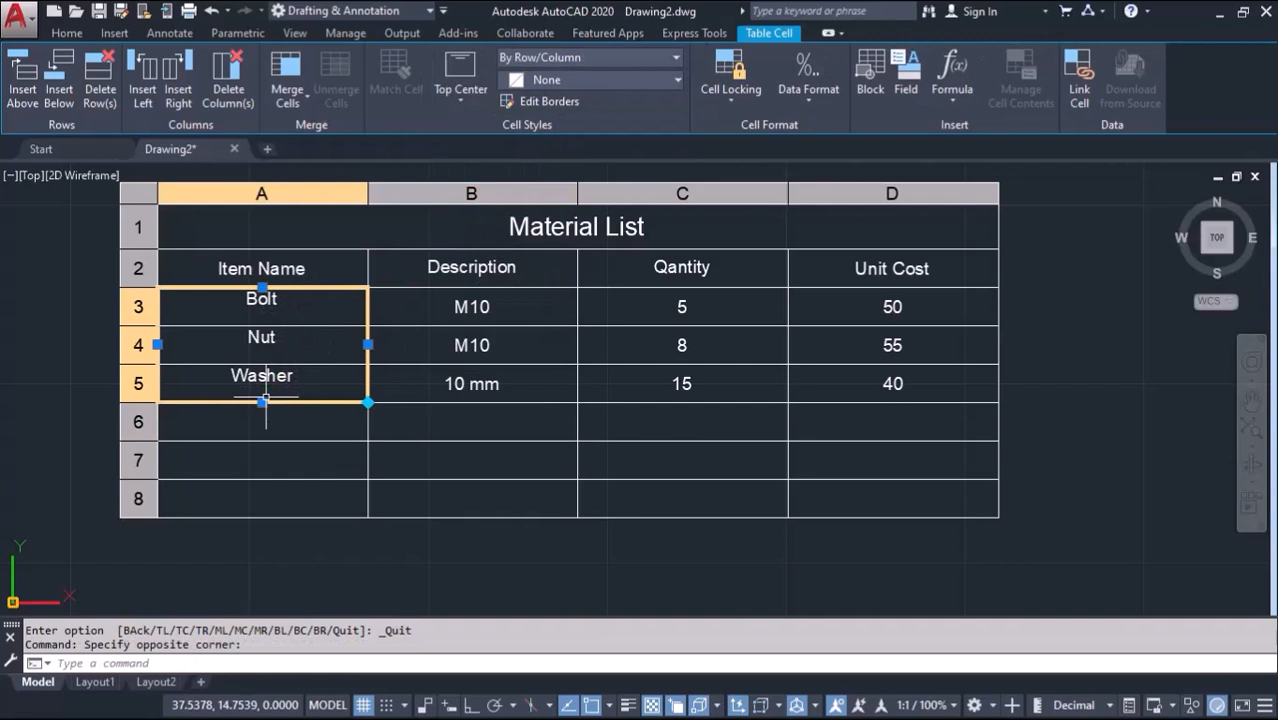 A Drafting & Annotation Autodesk AutoCAD 2020 Drawing2.dwg Type a keyword or phrase Sign In
Home Insert Annotate Parametric View Manage Output Add-ins Collaborate Featured Apps Express Tools Table Cell
By Row/Column
None
Edit Borders
Insert Above Insert Below Delete Row(s) Insert Left Insert Right Delete Column(s) Merge Cells Unmerge Cells Match Cell Top Center Cell Locking Data Format Block Field Formula Manage Cell Contents Link Cell Download from Source
Rows Columns Merge Cell Styles Cell Format Insert Data
Start Drawing2*
[−][Top][2D Wireframe]
A B C D
1 Material List
2 Item Name Description Qantity Unit Cost
3 Bolt M10 5 50
4 Nut M10 8 55
5 Washer 10 mm 15 40
6
7
8
N
W TOP E
S
WCS
Y
X
Enter option [BAck/TL/TC/TR/ML/MC/MR/BL/BC/BR/Quit]: _Quit
Command: Specify opposite corner:
Type a command
Model Layout1 Layout2
37.5378, 14.7539, 0.0000 MODEL 1:1 / 100% Decimal